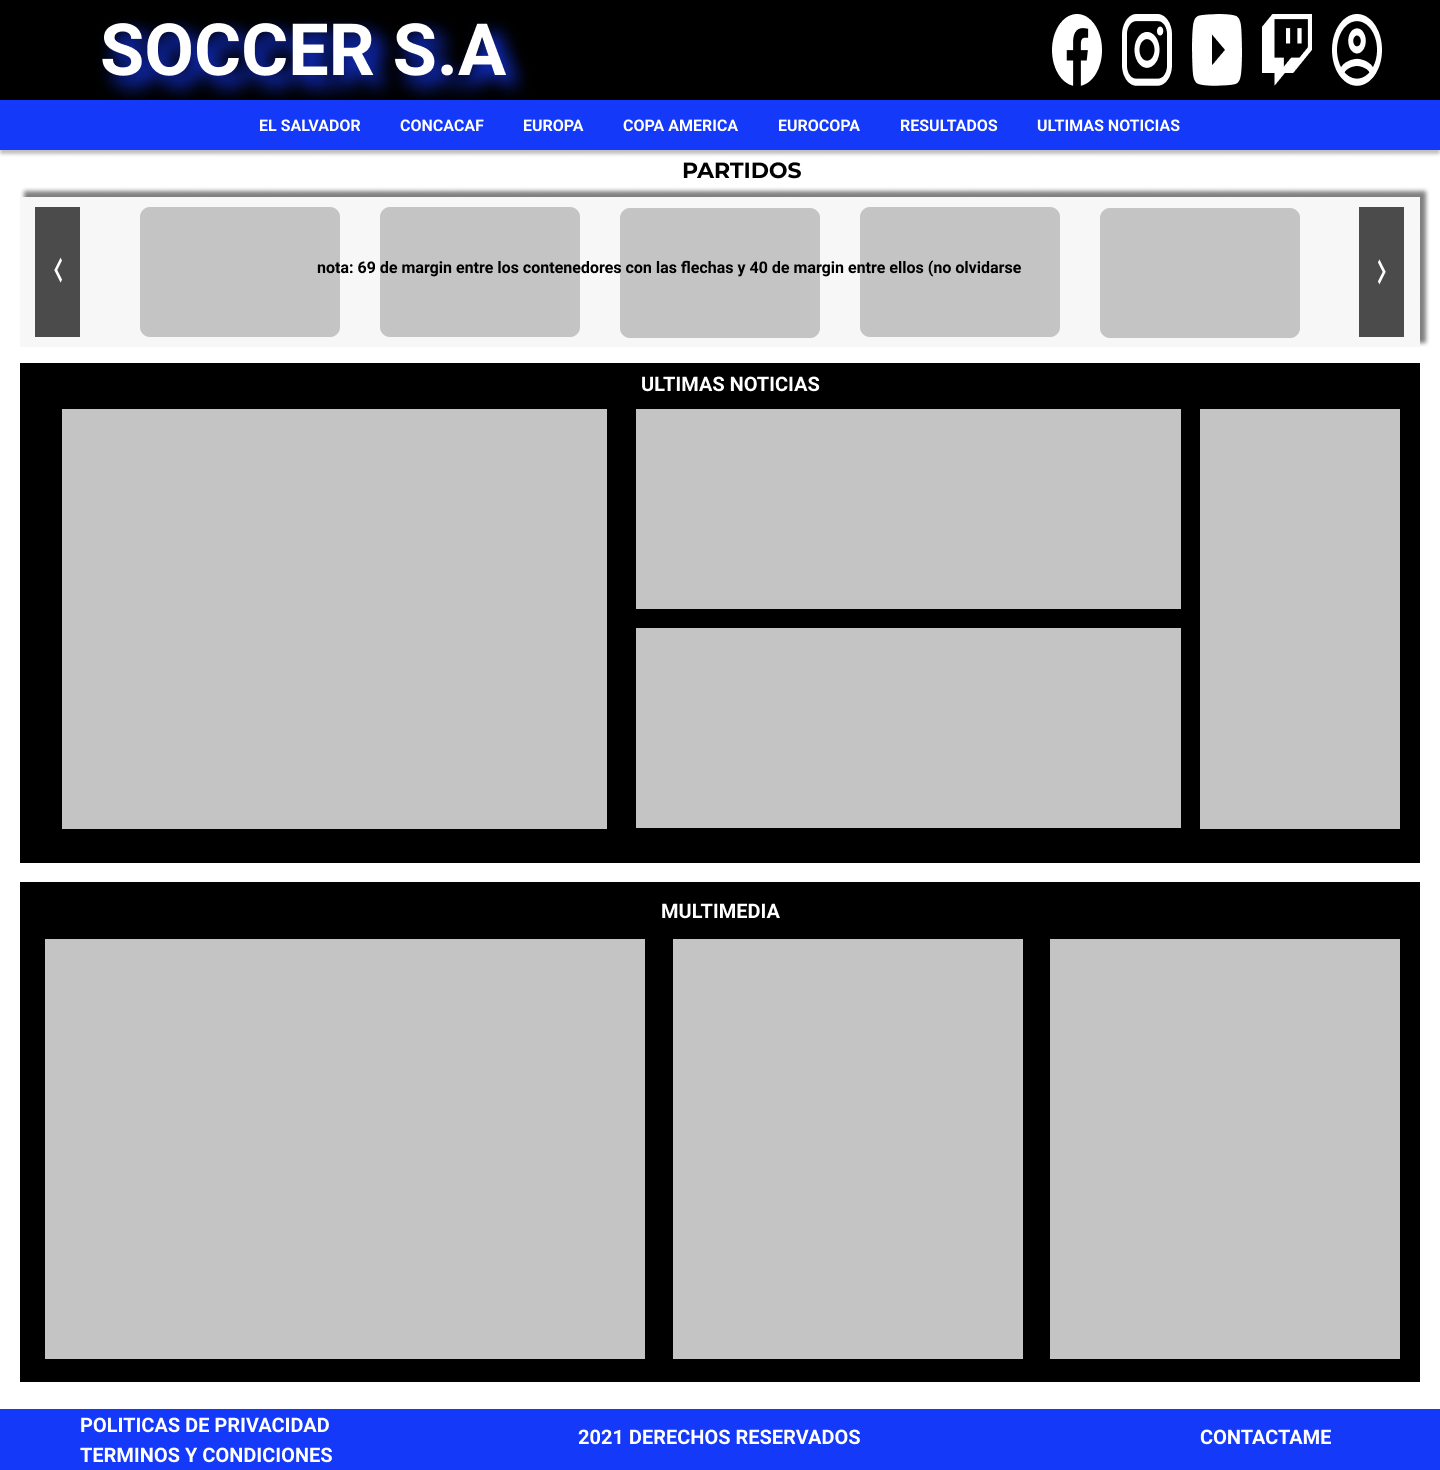 SOCCER S.A
EL SALVADOR CONCACAF EUROPA COPA AMERICA EUROCOPA RESULTADOS ULTIMAS NOTICIAS
PARTIDOS
nota: 69 de margin entre los contenedores con las flechas y 40 de margin entre ellos (no olvidarse
ULTIMAS NOTICIAS
MULTIMEDIA
POLITICAS DE PRIVACIDAD
TERMINOS Y CONDICIONES
2021 DERECHOS RESERVADOS
CONTACTAME